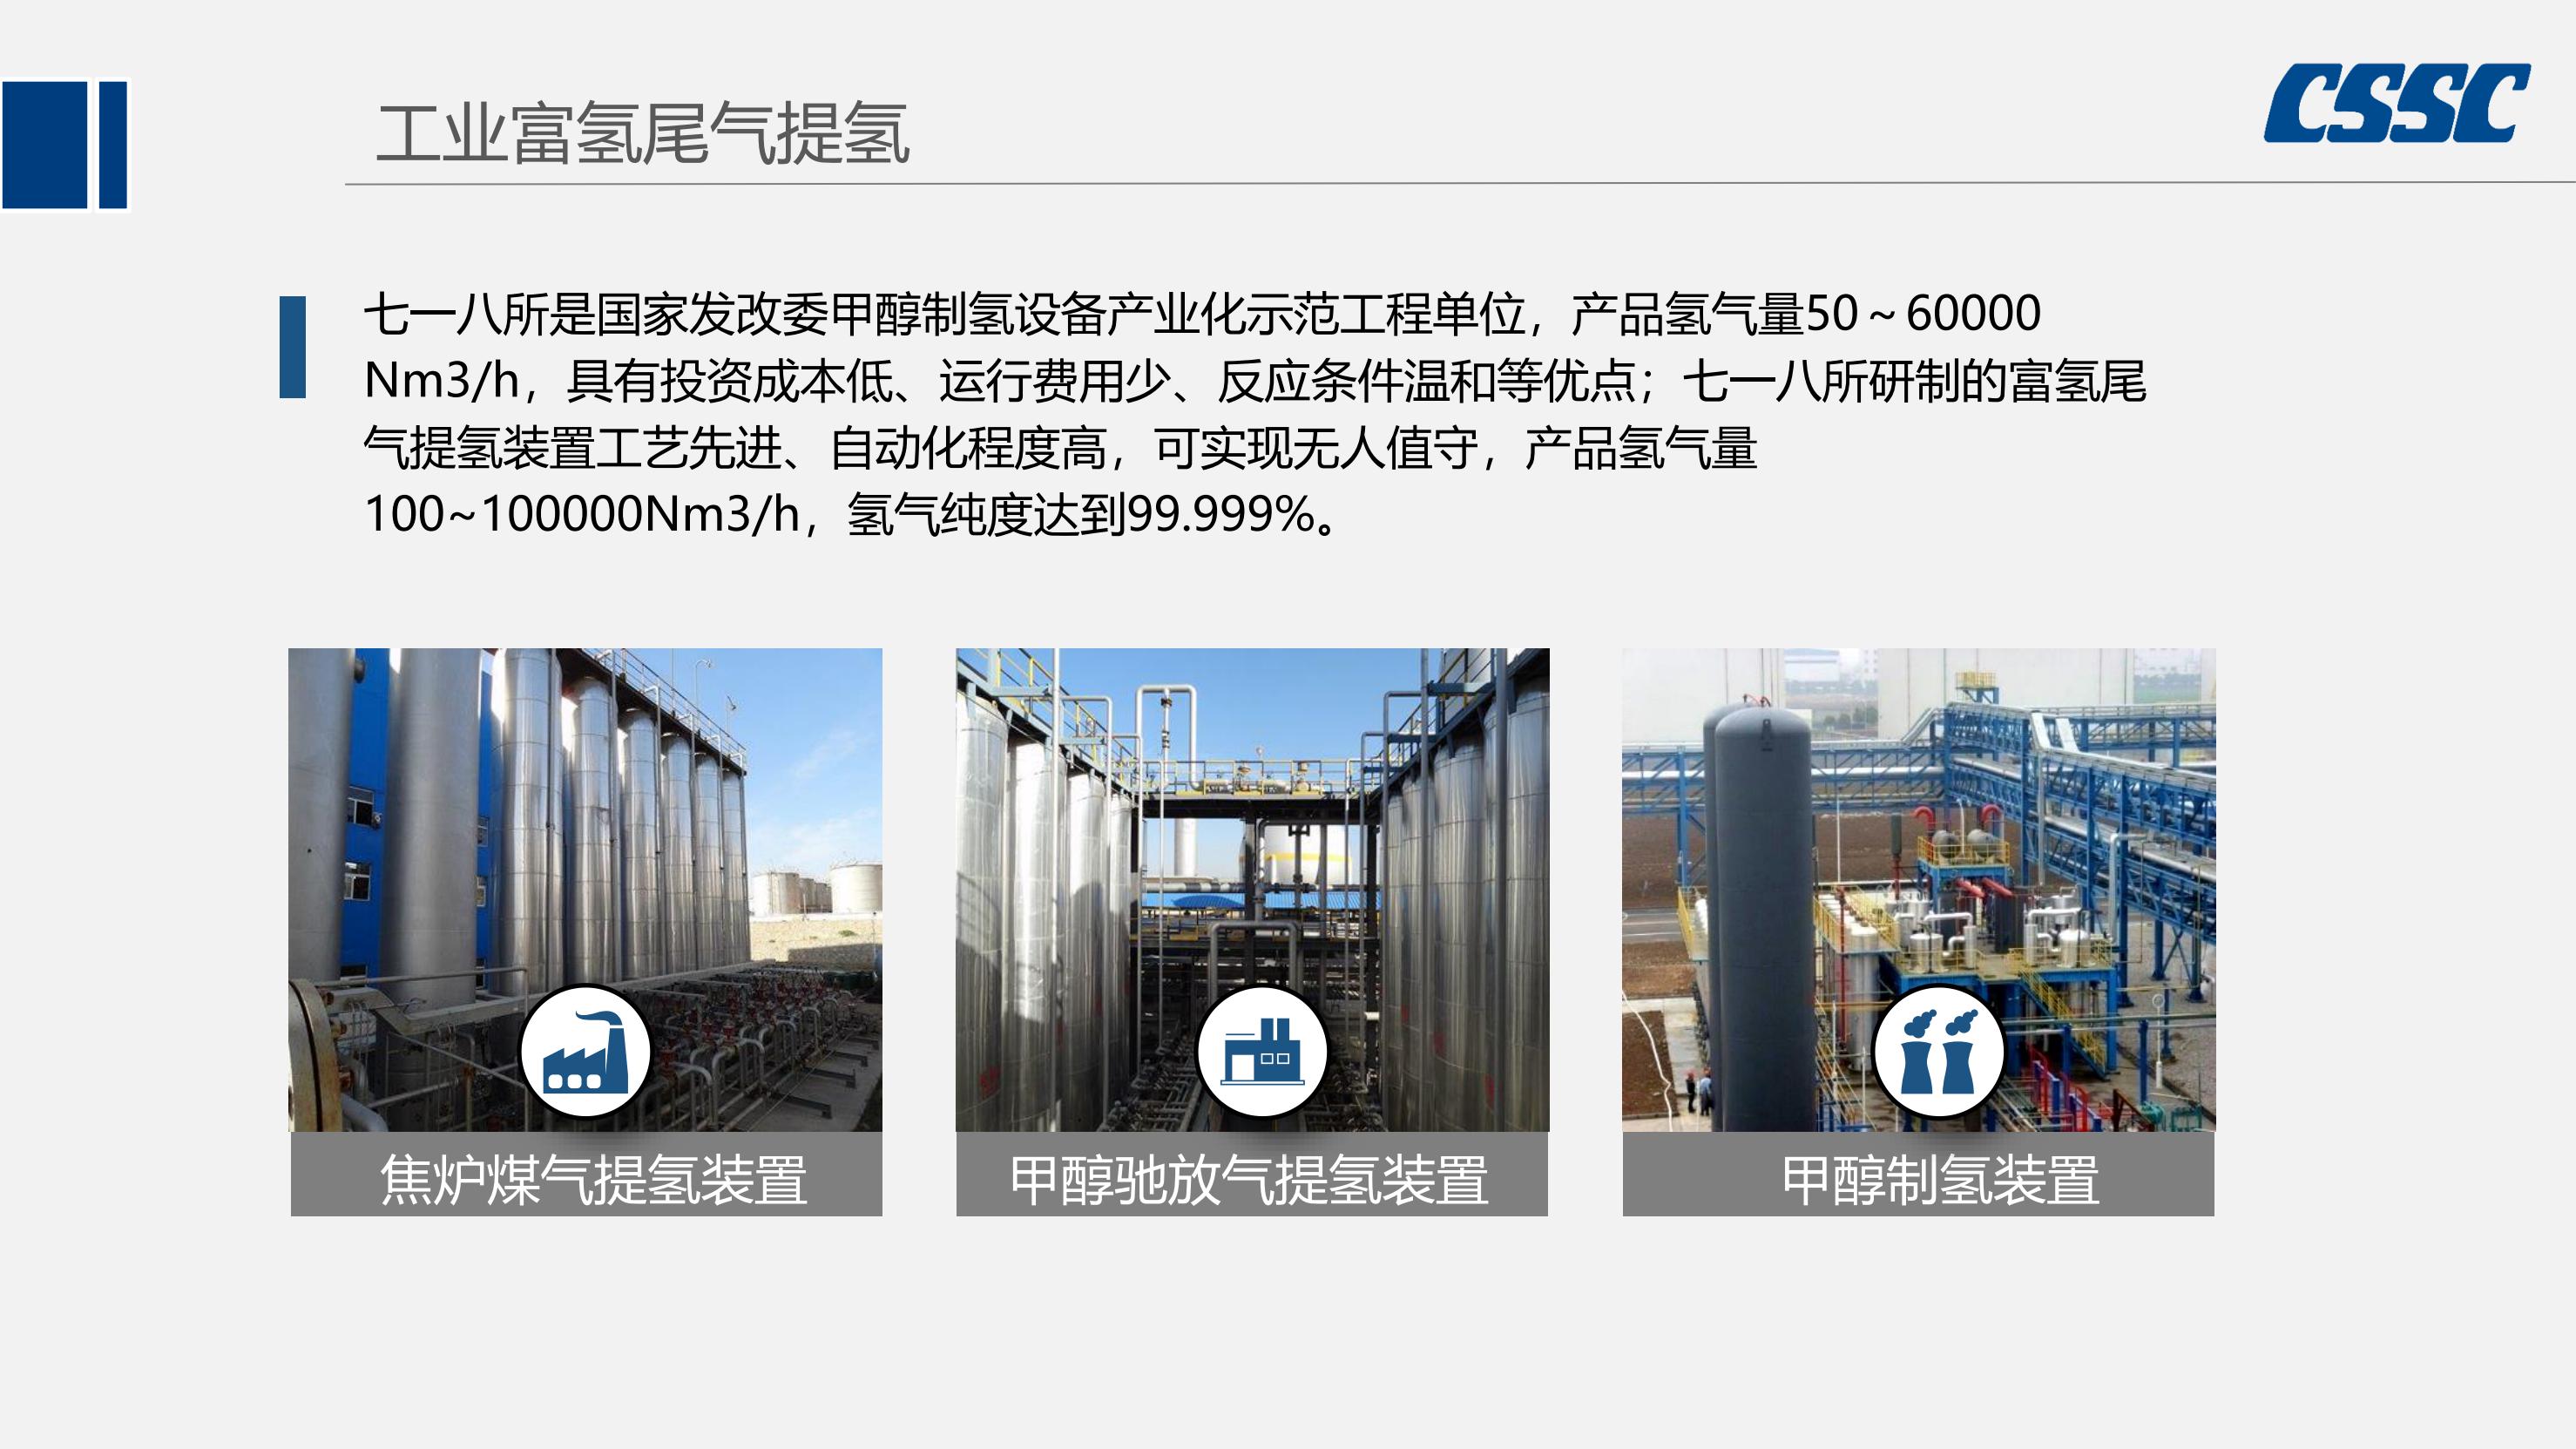 工业富氢尾气提氢
CSSC
七一八所是国家发改委甲醇制氢设备产业化示范工程单位，产品氢气量50～60000
Nm3/h，具有投资成本低、运行费用少、反应条件温和等优点；七一八所研制的富氢尾
气提氢装置工艺先进、自动化程度高，可实现无人值守，产品氢气量
100~100000Nm3/h，氢气纯度达到99.999%。
焦炉煤气提氢装置
甲醇驰放气提氢装置
甲醇制氢装置